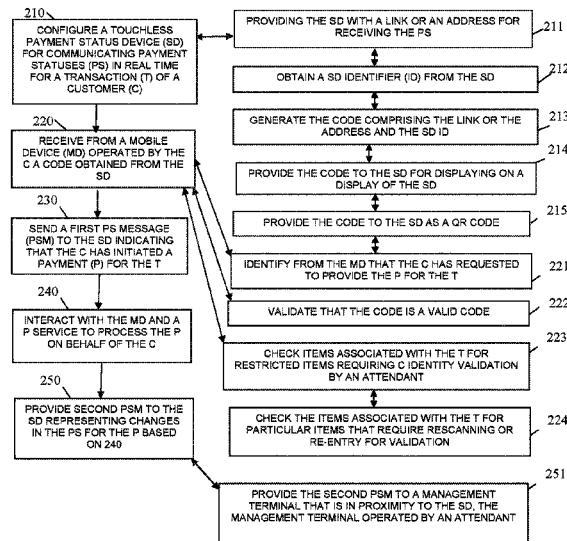 210
CONFIGURE A TOUCHLESS
PAYMENT STATUS DEVICE (SD)
FOR COMMUNICATING PAYMENT
STATUSES (PS) IN REAL TIME
FOR A TRANSACTION (T) OF A
CUSTOMER (C)
220
RECEIVE FROM A MOBILE
DEVICE (MD) OPERATED BY THE
C A CODE OBTAINED FROM THE
SD
230
SEND A FIRST PS MESSAGE
(PSM) TO THE SD INDICATING
THAT THE C HAS INITIATED A
PAYMENT (P) FOR THE T
240
INTERACT WITH THE MD AND A
P SERVICE TO PROCESS THE P
ON BEHALF OF THE C
250
PROVIDE SECOND PSM TO THE
SD REPRESENTING CHANGES
IN THE PS FOR THE P BASED
ON 240
PROVIDING THE SD WITH A LINK OR AN ADDRESS FOR
RECEIVING THE PS
211
OBTAIN A SD IDENTIFIER (ID) FROM THE SD
212
GENERATE THE CODE COMPRISING THE LINK OR THE
ADDRESS AND THE SD ID
213
PROVIDE THE CODE TO THE SD FOR DISPLAYING ON A
DISPLAY OF THE SD
214
PROVIDE THE CODE TO THE SD AS A QR CODE
215
IDENTIFY FROM THE MD THAT THE C HAS
REQUESTED TO PROVIDE THE P FOR THE T
221
VALIDATE THAT THE CODE IS A VALID CODE
222
CHECK ITEMS ASSOCIATED WITH THE T FOR
RESTRICTED ITEMS REQUIRING C IDENTITY VALIDATION
BY AN ATTENDANT
223
CHECK THE ITEMS ASSOCIATED WITH THE T FOR
PARTICULAR ITEMS THAT REQUIRE RESCANNING OR
RE-ENTRY FOR VALIDATION
224
PROVIDE THE SECOND PSM TO A MANAGEMENT
TERMINAL THAT IS IN PROXIMITY TO THE SD, THE
MANAGEMENT TERMINAL OPERATED BY AN ATTENDANT
251